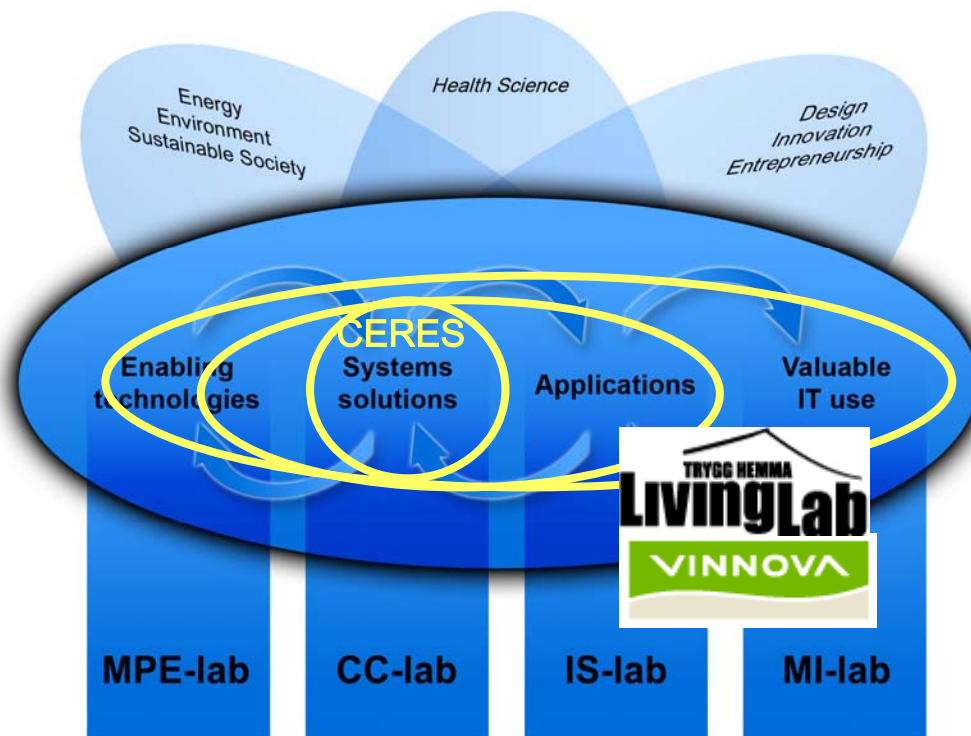 Energy
Environment
Sustainable Society
Health Science
Design
Innovation
Entrepreneurship
CERES
Enabling
technologies
Systems
solutions
Applications
Valuable
IT use
TRYGG HEMMA
LivingLab
VINNOVA
MPE-lab
CC-lab
IS-lab
MI-lab